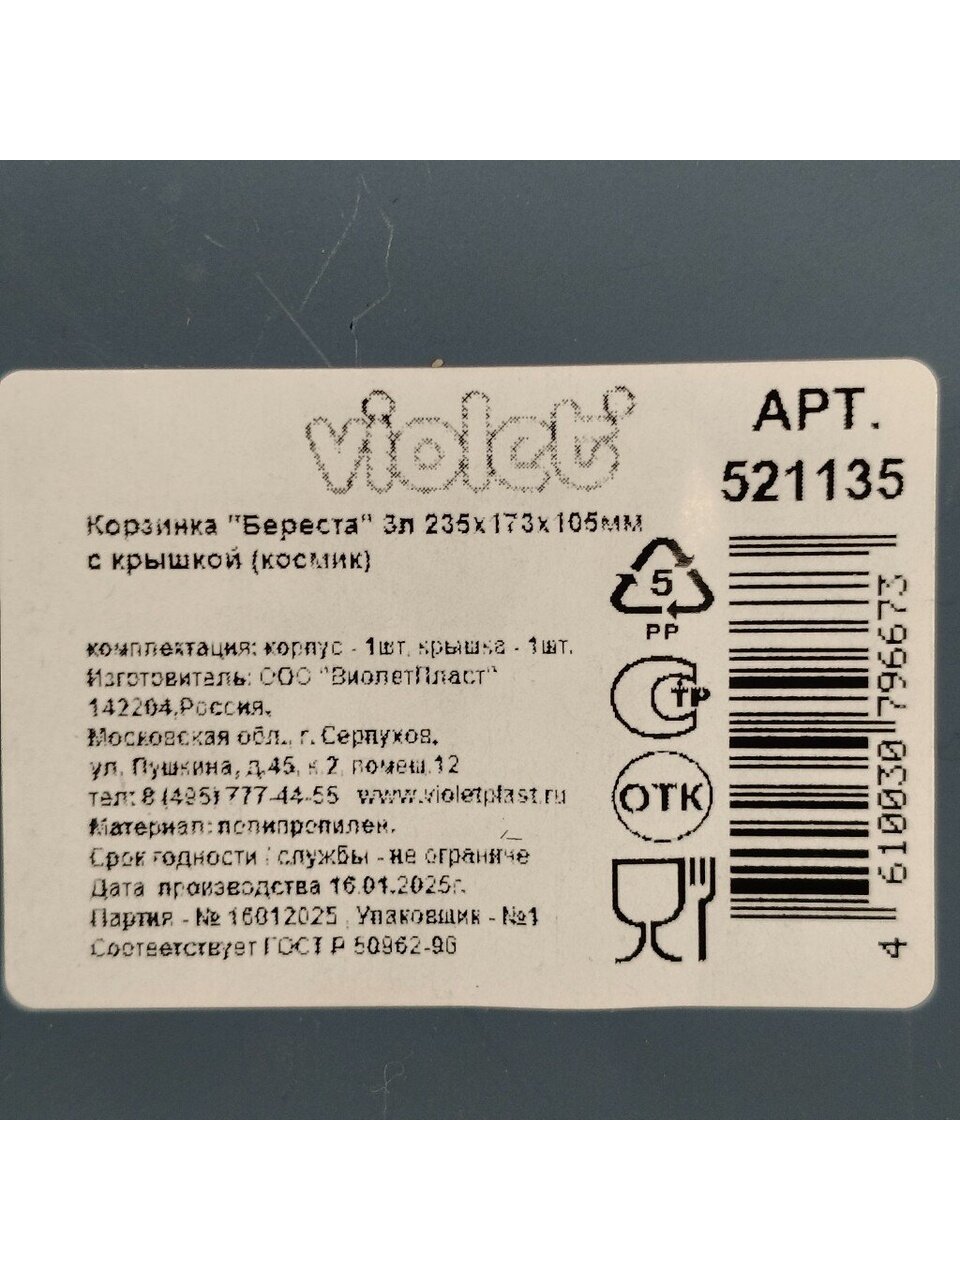 violet
АРТ.
521135
Корзинка "Береста" 3л 235х173х105мм
с крышкой (космик)
5
PP
комплектация: корпус - 1шт, крышка - 1шт.
Изготовитель: ООО "ВиолетПласт"
142204,Россия,
Московская обл., г. Серпухов,
ул. Пушкина, д.45, к.2, помещ.12
тел: 8 (495) 777-44-55 www.violetplast.ru
Материал: полипропилен.
Срок годности / службы - не ограниче
Дата производства 16.01.2025г.
Партия - № 16012025 Упаковщик - №1
Соответствует ГОСТ Р 50962-96
СТР
ОТК
4 610030 796673